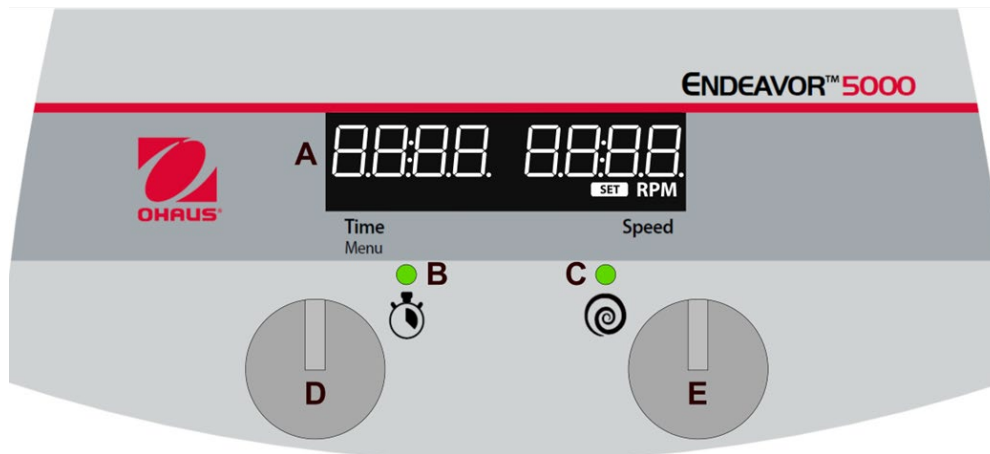 ENDEAVOR™5000
A 88:88 88:88.
SET RPM
OHAUS®
Time Speed
Menu
B C
D E